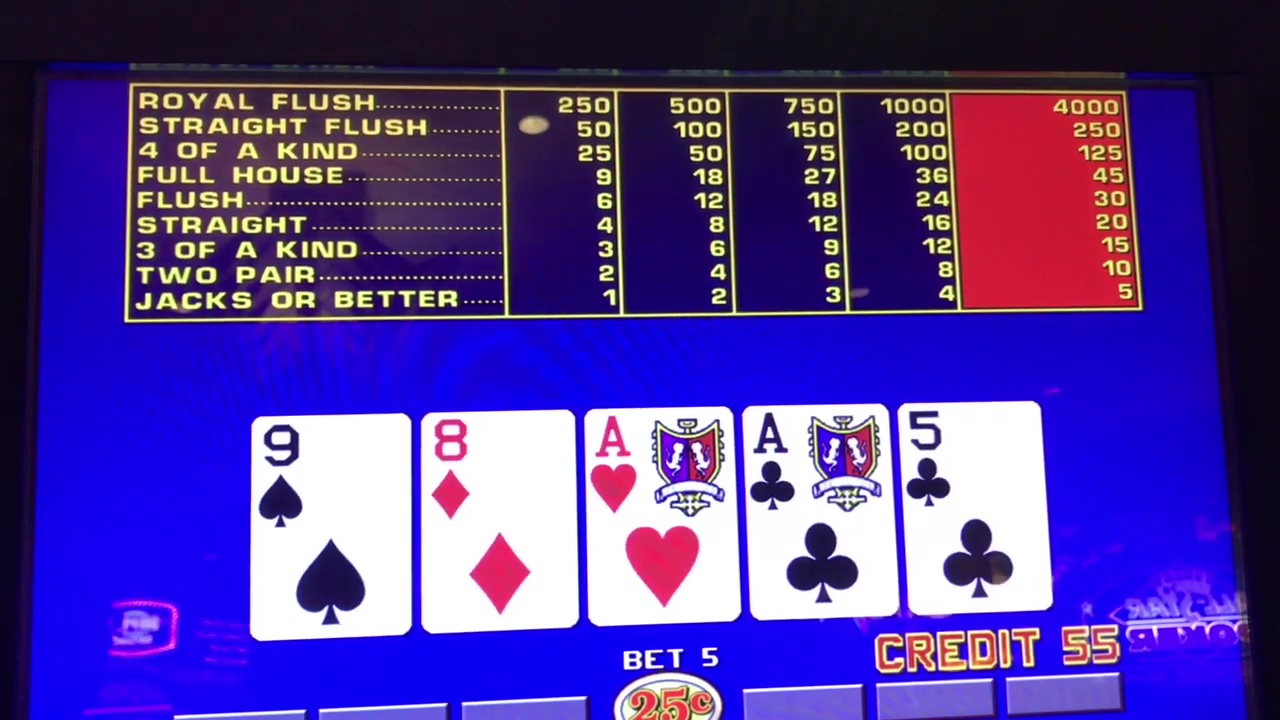 ROYAL FLUSH 250 500 750 1000 4000
STRAIGHT FLUSH 50 100 150 200 250
4 OF A KIND 25 50 75 100 125
FULL HOUSE 9 18 27 36 45
FLUSH 6 12 18 24 30
STRAIGHT 4 8 12 16 20
3 OF A KIND 3 6 9 12 15
TWO PAIR 2 4 6 8 10
JACKS OR BETTER 1 2 3 4 5
9 8 A A 5
BET 5 CREDIT 55
25¢